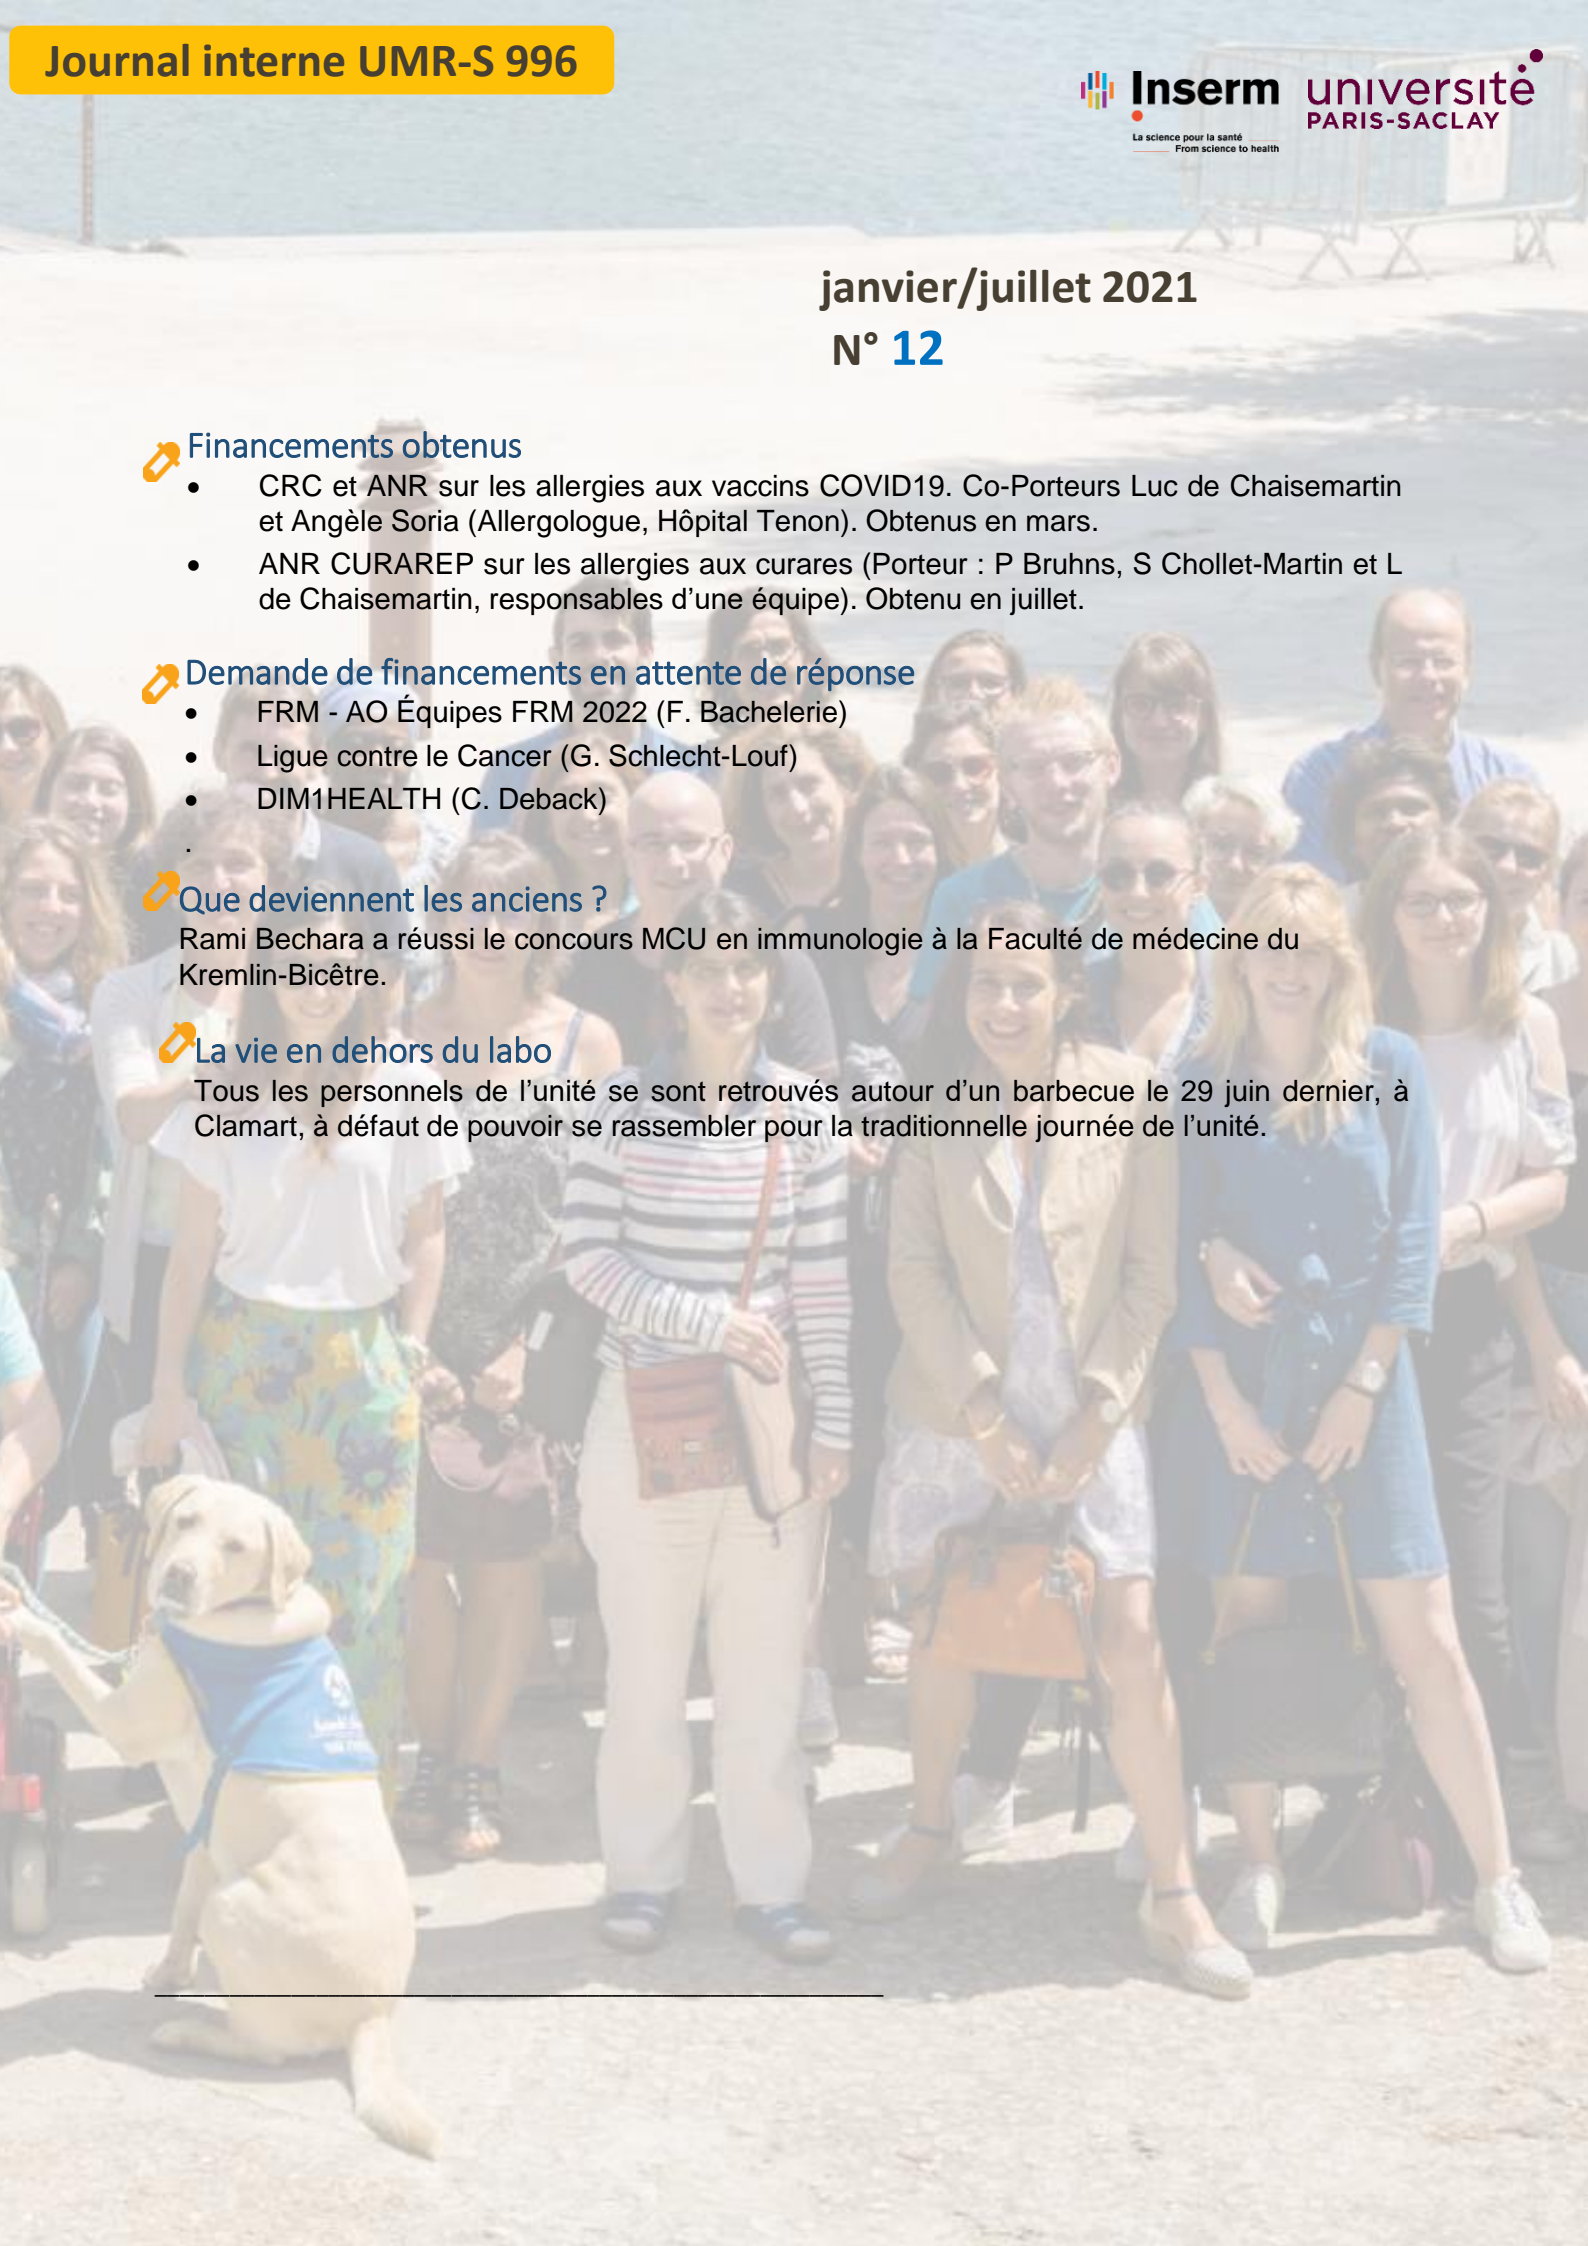 Journal interne UMR-S 996
Inserm
La science pour la santé
From science to health
université
PARIS-SACLAY
janvier/juillet 2021
N° 12
Financements obtenus
• CRC et ANR sur les allergies aux vaccins COVID19. Co-Porteurs Luc de Chaisemartin
et Angèle Soria (Allergologue, Hôpital Tenon). Obtenus en mars.
• ANR CURAREP sur les allergies aux curares (Porteur : P Bruhns, S Chollet-Martin et L
de Chaisemartin, responsables d’une équipe). Obtenu en juillet.
Demande de financements en attente de réponse
• FRM - AO Équipes FRM 2022 (F. Bachelerie)
• Ligue contre le Cancer (G. Schlecht-Louf)
• DIM1HEALTH (C. Deback)
.
Que deviennent les anciens ?
Rami Bechara a réussi le concours MCU en immunologie à la Faculté de médecine du
Kremlin-Bicêtre.
La vie en dehors du labo
Tous les personnels de l’unité se sont retrouvés autour d’un barbecue le 29 juin dernier, à
Clamart, à défaut de pouvoir se rassembler pour la traditionnelle journée de l’unité.